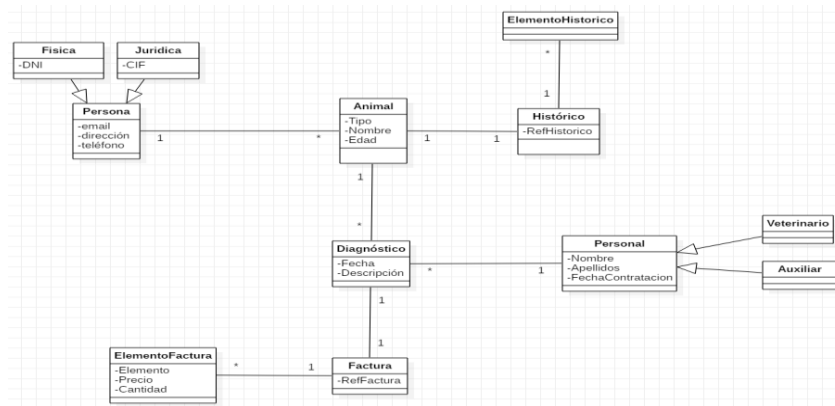 ElementoHistorico
Fisica
-DNI
Juridica
-CIF
Persona
-email
-dirección
-teléfono
1
*
Animal
-Tipo
-Nombre
-Edad
1
1
Histórico
-RefHistorico
*
1
1
*
Diagnóstico
-Fecha
-Descripción
*
1
Personal
-Nombre
-Apellidos
-FechaContratacion
Veterinario
Auxiliar
1
1
ElementoFactura
-Elemento
-Precio
-Cantidad
*
1
Factura
-RefFactura